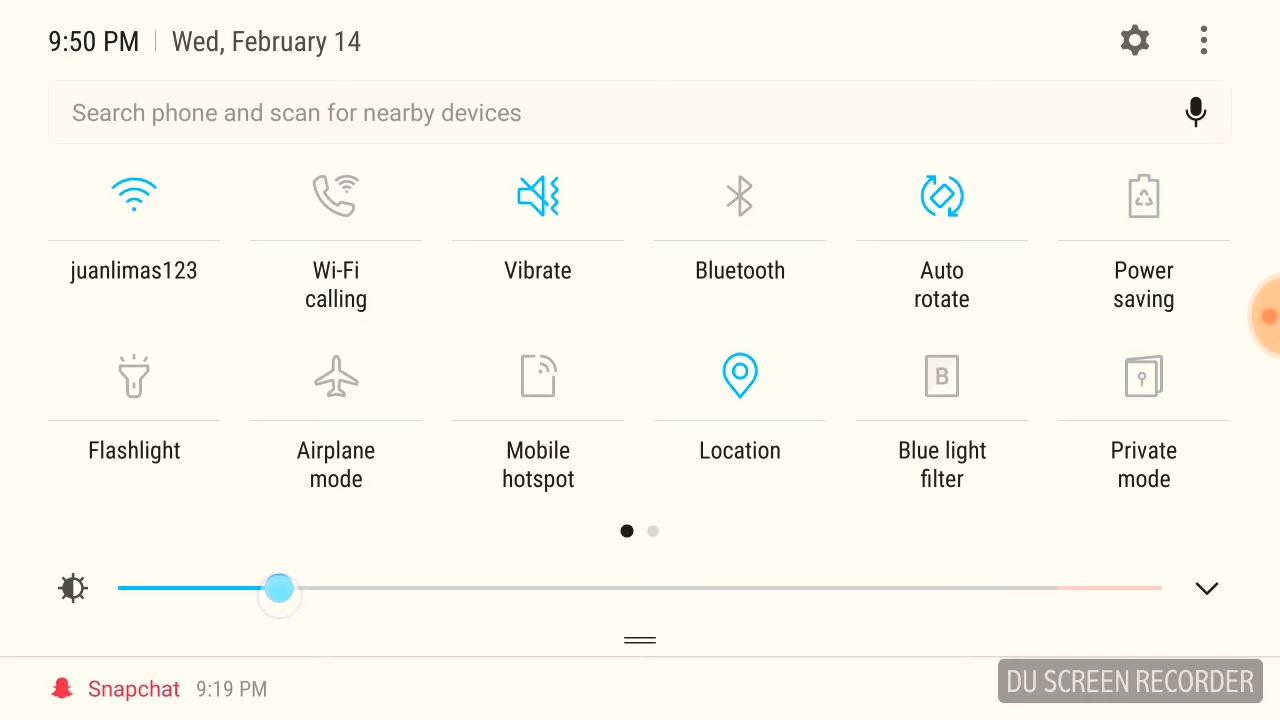 9:50 PM | Wed, February 14
Search phone and scan for nearby devices
juanlimas123
Wi-Fi
calling
Vibrate
Bluetooth
Auto
rotate
Power
saving
Flashlight
Airplane
mode
Mobile
hotspot
Location
B
Blue light
filter
Private
mode
Snapchat 9:19 PM
DU SCREEN RECORDER